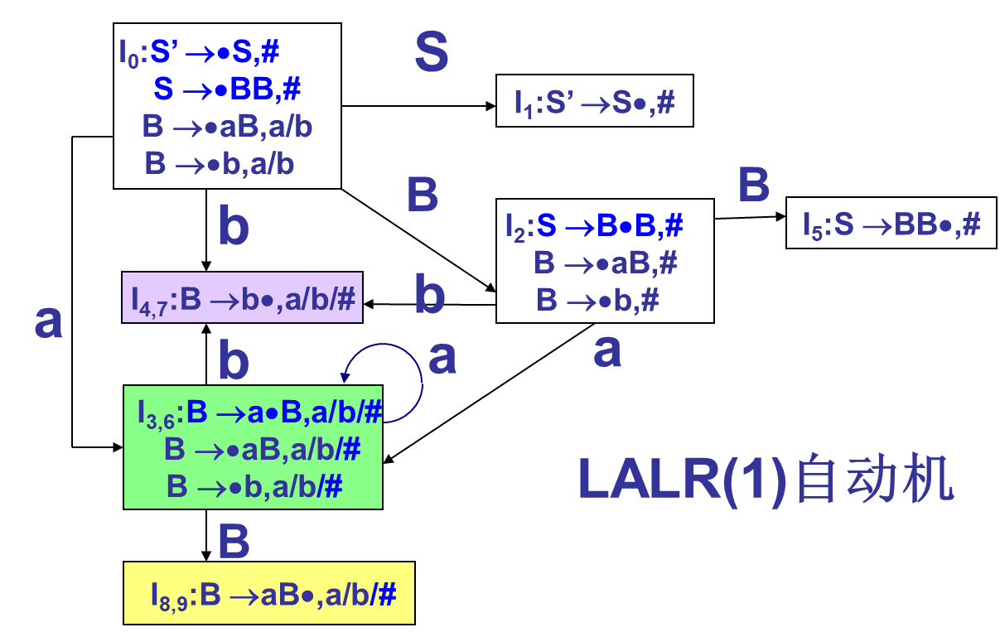 I₀:S’ →•S,#
S →•BB,#
B →•aB,a/b
B →•b,a/b
S
I₁:S’ →S•,#
B
I₂:S →B•B,#
B →•aB,#
B →•b,#
B
I₅:S →BB•,#
b
I₄,₇:B →b•,a/b/#
b
a
b
a
a
I₃,₆:B →a•B,a/b/#
B →•aB,a/b/#
B →•b,a/b/#
LALR(1)自动机
B
I₈,₉:B →aB•,a/b/#